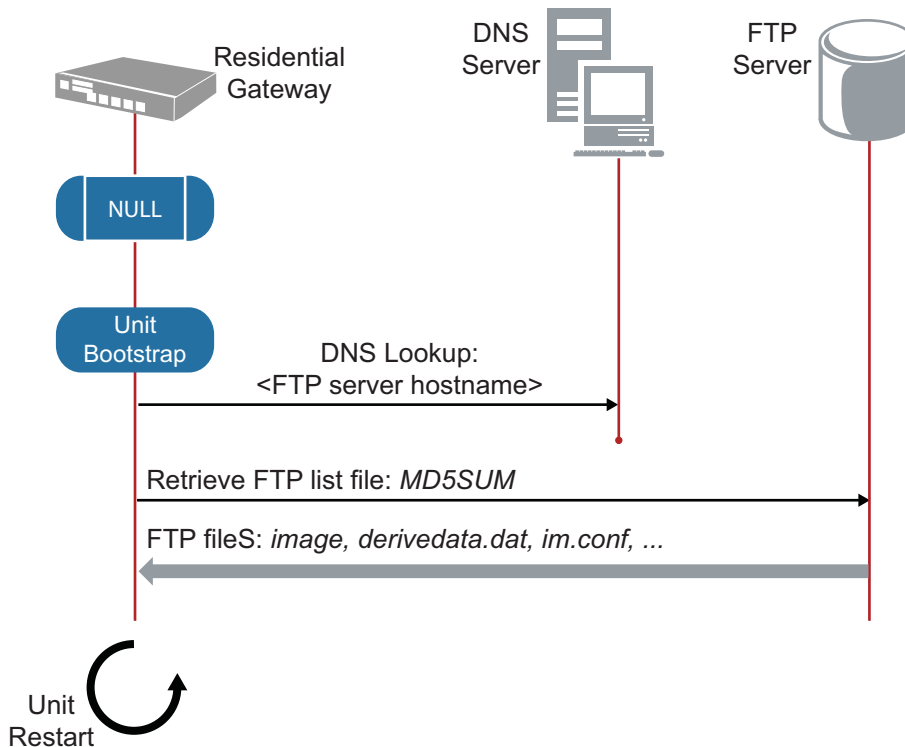 Residential
Gateway
DNS
Server
FTP
Server
NULL
Unit
Bootstrap
DNS Lookup:
<FTP server hostname>
Retrieve FTP list file: MD5SUM
FTP fileS: image, derivedata.dat, im.conf, ...
Unit
Restart